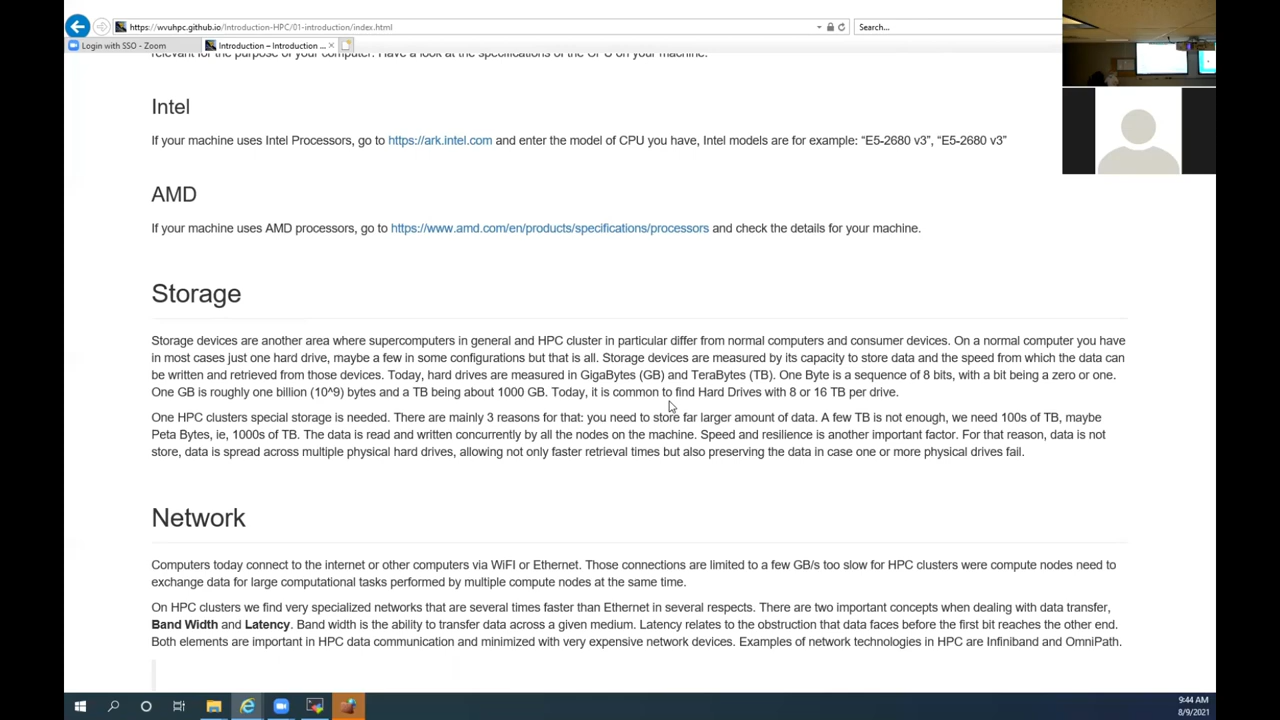 https://wvuhpc.github.io/Introduction-HPC/01-introduction/index.html
Search...
Login with SSO - Zoom
Introduction – Introduction ...
relevant for the purpose of your computer. Have a look at the specifications of the CPU on your machine.
Intel
If your machine uses Intel Processors, go to https://ark.intel.com and enter the model of CPU you have, Intel models are for example: “E5-2680 v3”, “E5-2680 v3”
AMD
If your machine uses AMD processors, go to https://www.amd.com/en/products/specifications/processors and check the details for your machine.
Storage
Storage devices are another area where supercomputers in general and HPC cluster in particular differ from normal computers and consumer devices. On a normal computer you have
in most cases just one hard drive, maybe a few in some configurations but that is all. Storage devices are measured by its capacity to store data and the speed from which the data can
be written and retrieved from those devices. Today, hard drives are measured in GigaBytes (GB) and TeraBytes (TB). One Byte is a sequence of 8 bits, with a bit being a zero or one.
One GB is roughly one billion (10^9) bytes and a TB being about 1000 GB. Today, it is common to find Hard Drives with 8 or 16 TB per drive.
One HPC clusters special storage is needed. There are mainly 3 reasons for that: you need to store far larger amount of data. A few TB is not enough, we need 100s of TB, maybe
Peta Bytes, ie, 1000s of TB. The data is read and written concurrently by all the nodes on the machine. Speed and resilience is another important factor. For that reason, data is not
store, data is spread across multiple physical hard drives, allowing not only faster retrieval times but also preserving the data in case one or more physical drives fail.
Network
Computers today connect to the internet or other computers via WiFI or Ethernet. Those connections are limited to a few GB/s too slow for HPC clusters were compute nodes need to
exchange data for large computational tasks performed by multiple compute nodes at the same time.
On HPC clusters we find very specialized networks that are several times faster than Ethernet in several respects. There are two important concepts when dealing with data transfer,
Band Width and Latency. Band width is the ability to transfer data across a given medium. Latency relates to the obstruction that data faces before the first bit reaches the other end.
Both elements are important in HPC data communication and minimized with very expensive network devices. Examples of network technologies in HPC are Infiniband and OmniPath.
9:44 AM
8/9/2021